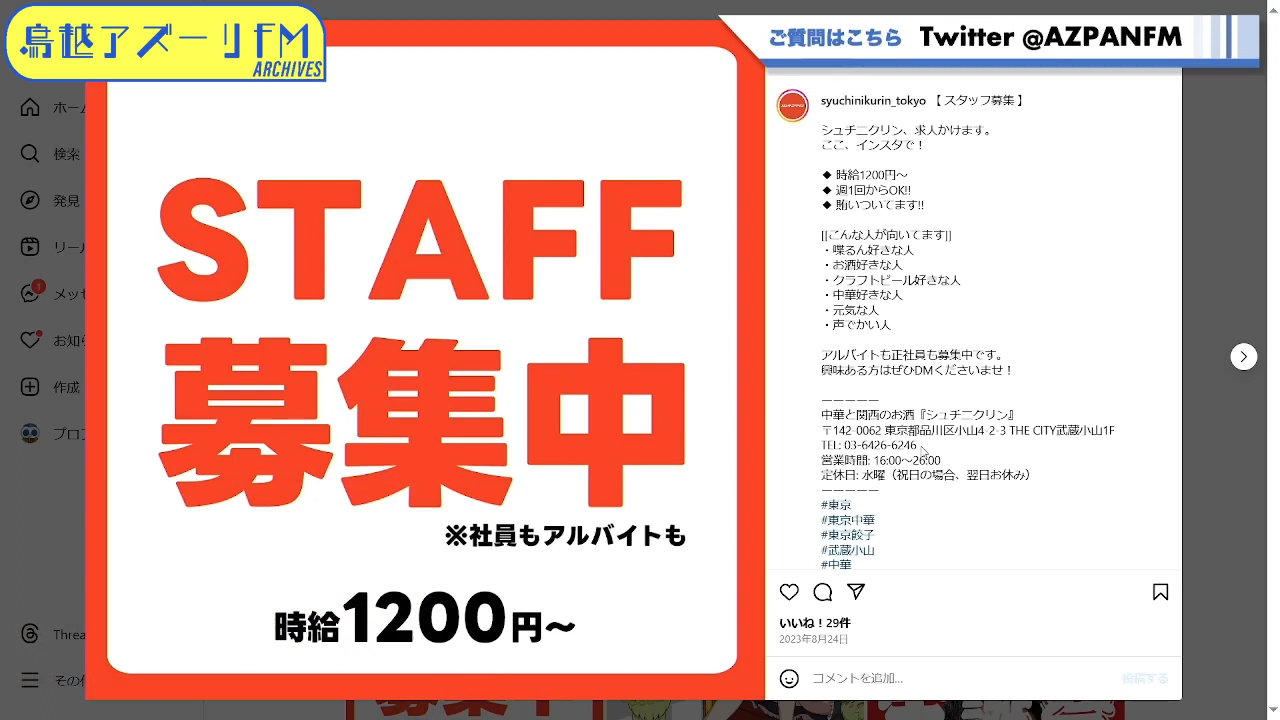 鳥越アズーリFM
ARCHIVES
ご質問はこちら Twitter @AZPANFM
ホーム
検索
発見
リール
メッセ
お知ら
作成
プロフ
Threa
その他
1
STAFF
募集中
※社員もアルバイトも
時給1200円〜
syuchinikurin_tokyo 【 スタッフ募集 】
シュチニクリン、求人かけます。
ここ、インスタで！
◆ 時給1200円〜
◆ 週1回からOK!!
◆ 賄いついてます!!
[[こんな人が向いてます]]
・喋るん好きな人
・お酒好きな人
・クラフトビール好きな人
・中華好きな人
・元気な人
・声でかい人
アルバイトも正社員も募集中です。
興味ある方はぜひDMくださいませ！
ーーーーー
中華と関西のお酒『シュチニクリン』
〒142-0062 東京都品川区小山4-2-3 THE CITY武蔵小山1F
TEL: 03-6426-6246
営業時間: 16:00〜26:00
定休日: 水曜（祝日の場合、翌日お休み）
ーーーーー
#東京
#東京中華
#東京餃子
#武蔵小山
#中華
いいね！29件
2023年8月24日
コメントを追加...
投稿する